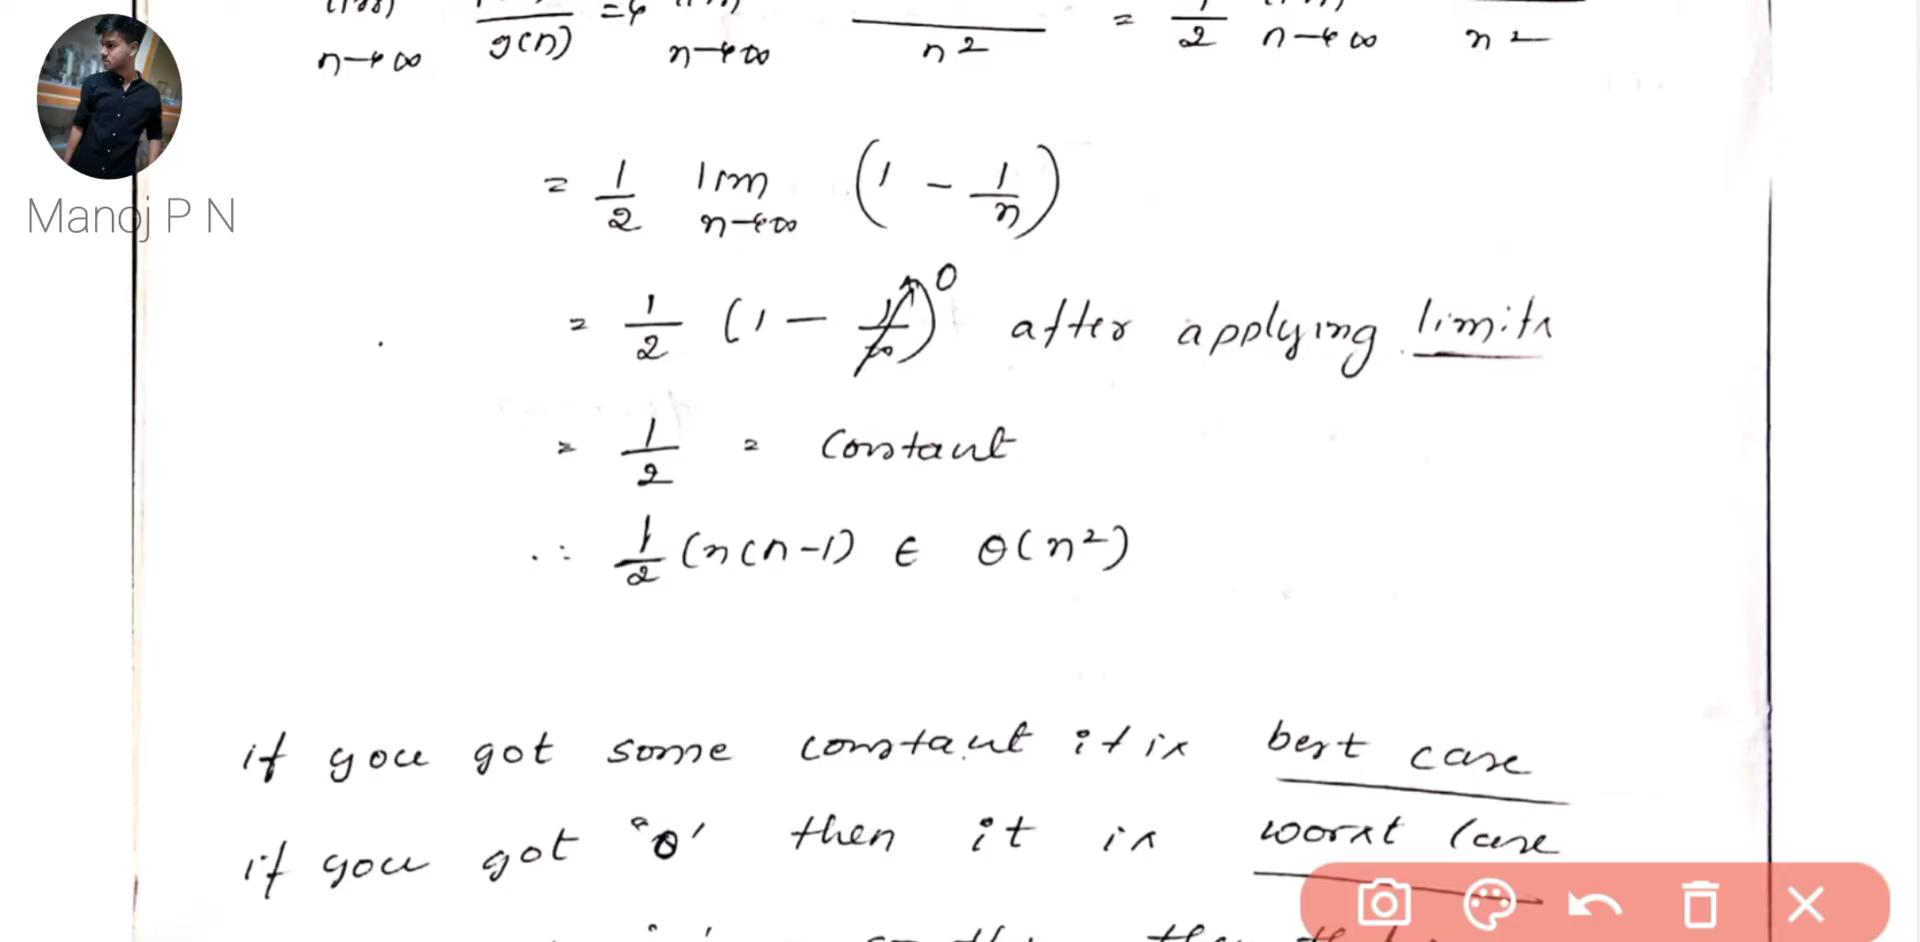 n→∞ g(n) = n→∞ n2 = 1/2 n→∞ n2
Manoj P N
= 1/2 lim n→∞ (1 - 1/n)
= 1/2 (1 - 1/∞)0 after applying limits
= 1/2 = Constant
∴ 1/2 (n(n-1) ∈ θ(n2)
if you got some constant it is best case
if you got "0' then it is worst case